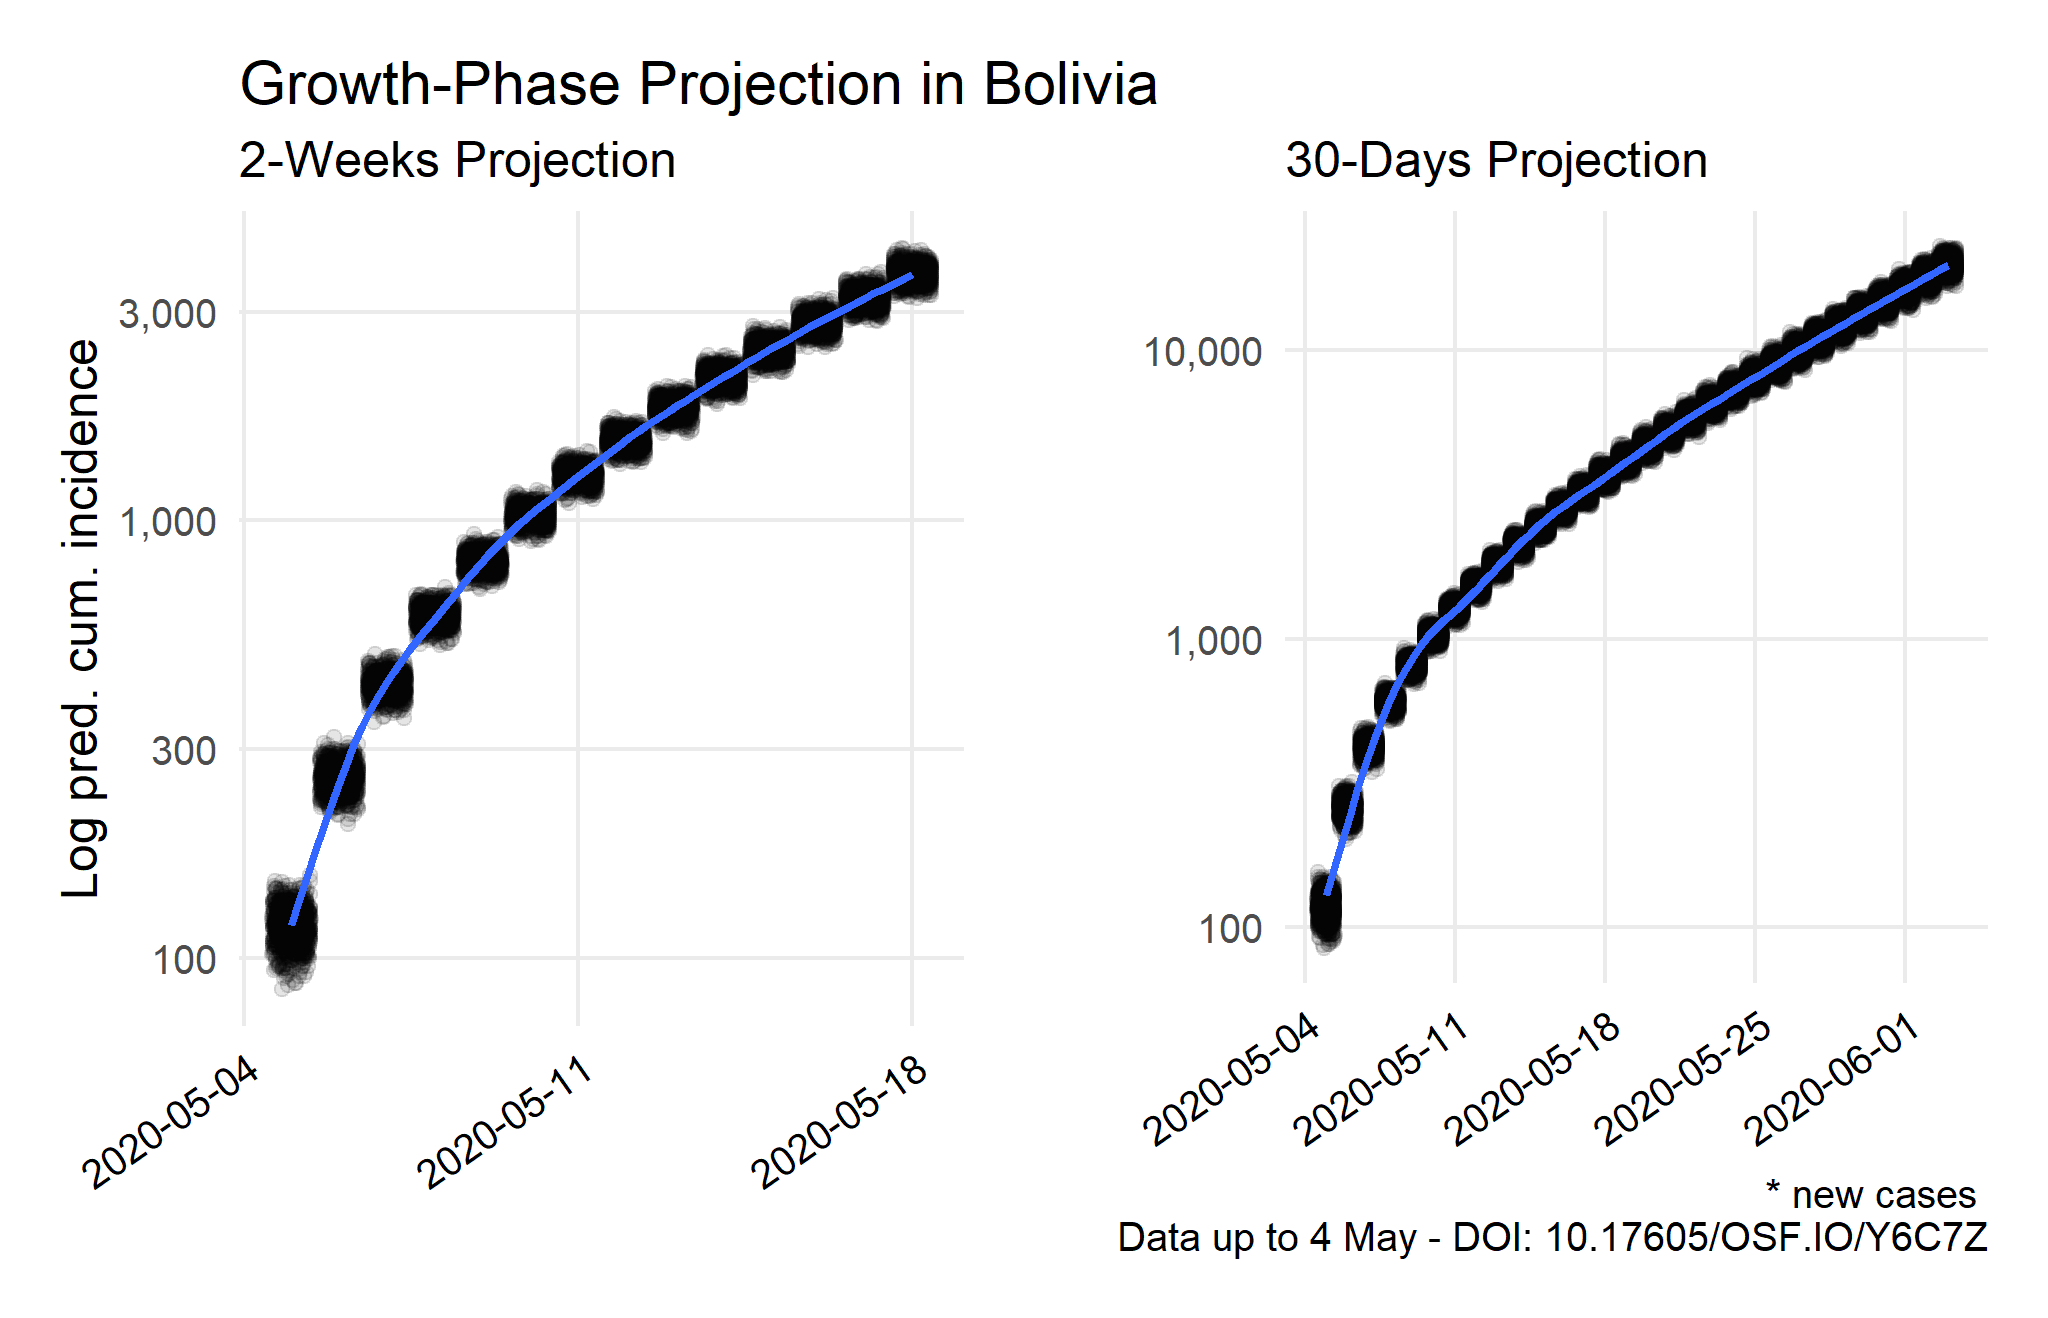 Growth-Phase Projection in Bolivia
2-Weeks Projection
Log pred. cum. incidence
3,000
1,000
300
100
2020-05-04
2020-05-11
2020-05-18
30-Days Projection
10,000
1,000
100
2020-05-04
2020-05-11
2020-05-18
2020-05-25
2020-06-01
* new cases
Data up to 4 May - DOI: 10.17605/OSF.IO/Y6C7Z